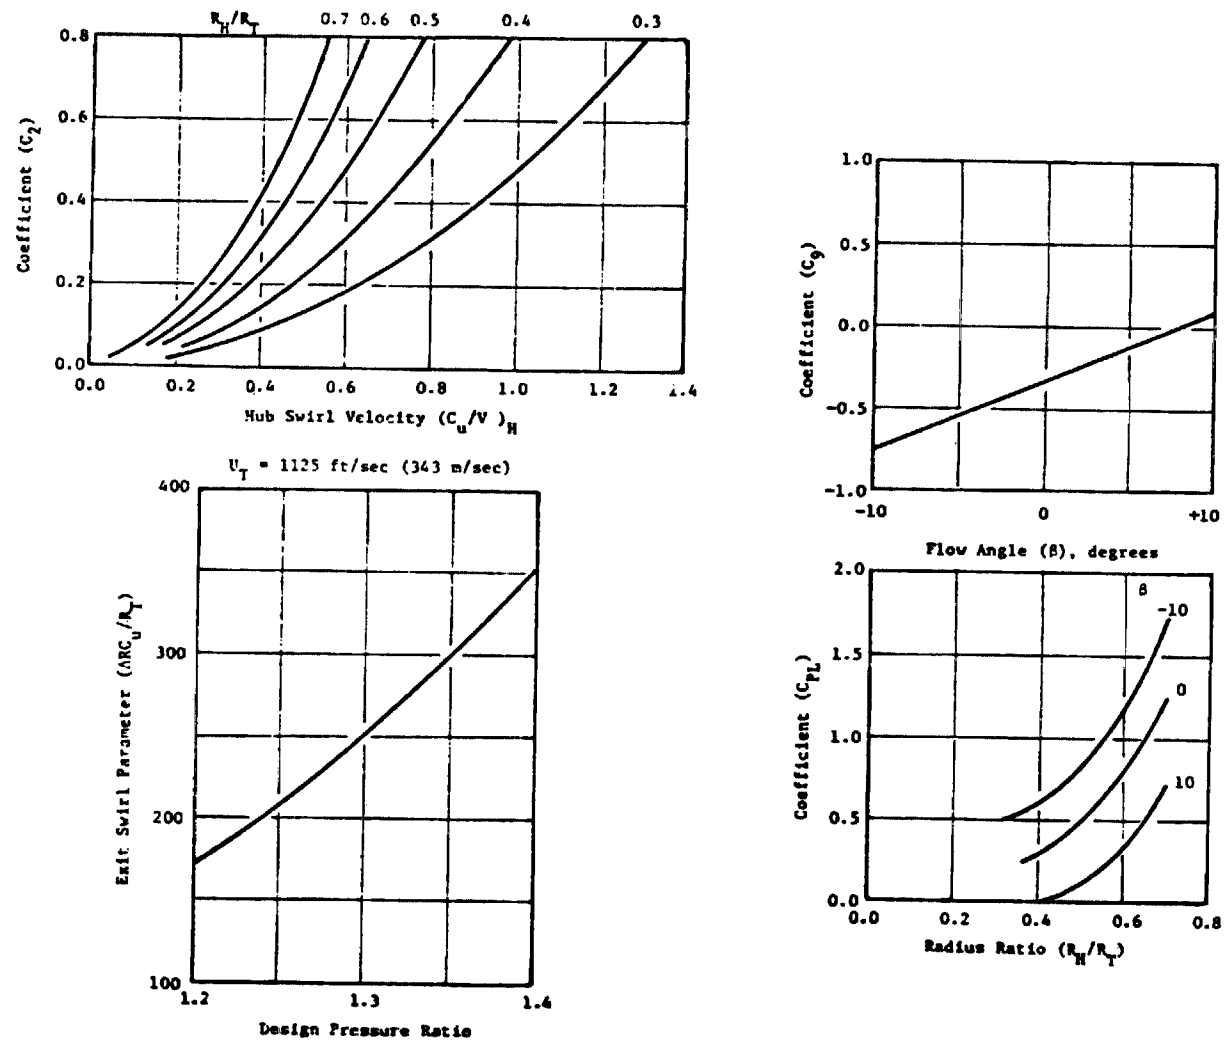 R_H/R_T 0.7 0.6 0.5 0.4 0.3
0.8
0.6
0.4
0.2
0.0
Coefficient (C_2)
0.0 0.2 0.4 0.6 0.8 1.0 1.2 1.4
Hub Swirl Velocity (C_u/V )_H
U_T = 1125 ft/sec (343 m/sec)
400
300
200
100
Exit Swirl Parameter (ΔRC_u/R_T)
1.2 1.3 1.4
Design Pressure Ratio
1.0
0.5
0.0
-0.5
-1.0
Coefficient (C_9)
-10 0 +10
Flow Angle (β), degrees
2.0
1.5
1.0
0.5
0.0
Coefficient (C_PL)
β
-10
0
10
0.0 0.2 0.4 0.6 0.8
Radius Ratio (R_H/R_T)